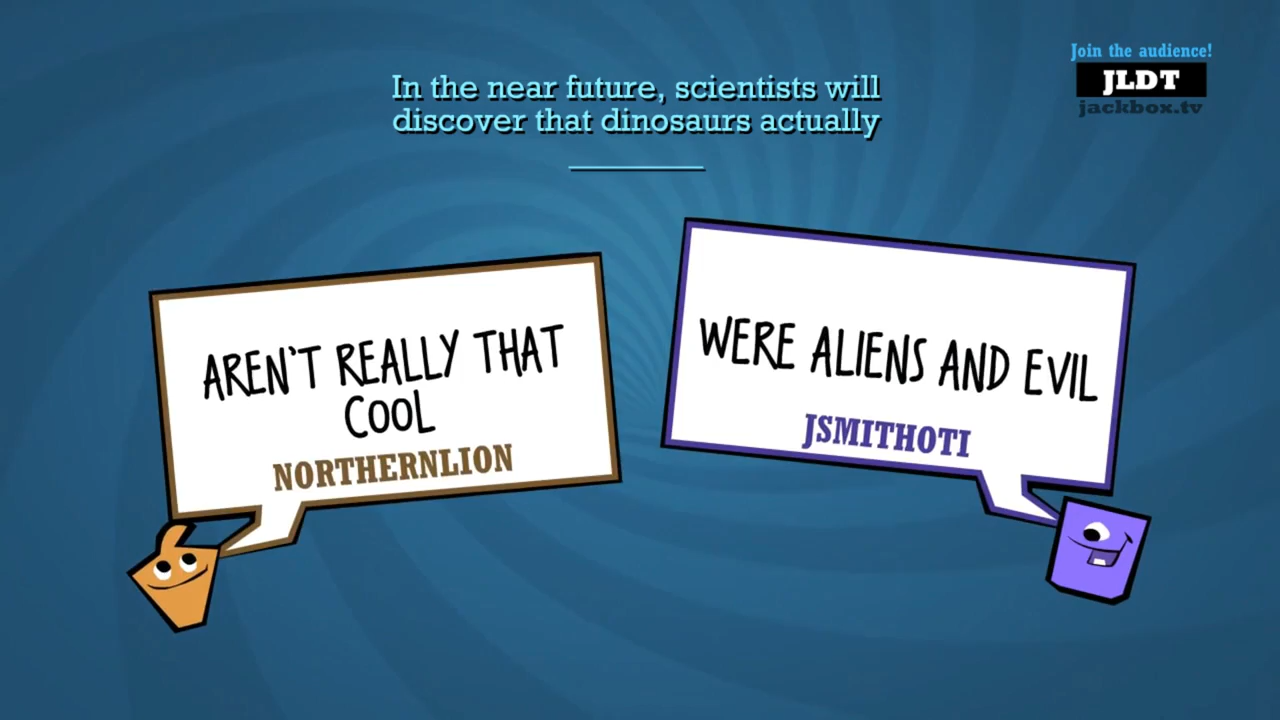 Join the audience!
JLDT
jackbox.tv
In the near future, scientists will
discover that dinosaurs actually
AREN'T REALLY THAT
COOL
NORTHERNLION
WERE ALIENS AND EVIL
JSMITHOTI